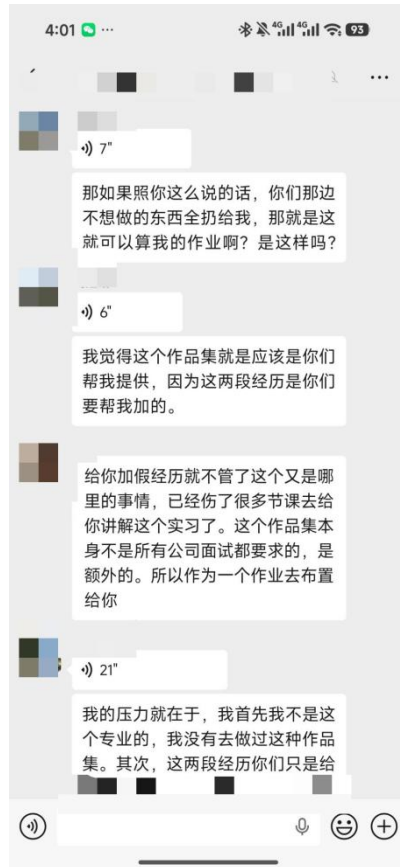 4:01
4G 4G 93
7"
那如果照你这么说的话，你们那边
不想做的东西全扔给我，那就是这
就可以算我的作业啊？是这样吗？
6"
我觉得这个作品集就是应该是你们
帮我提供，因为这两段经历是你们
要帮我加的。
给你加假经历就不管了这个又是哪
里的事情，已经伤了很多节课去给
你讲解这个实习了。这个作品集本
身不是所有公司面试都要求的，是
额外的。所以作为一个作业去布置
给你
21"
我的压力就在于，我首先我不是这
个专业的，我没有去做过这种作品
集。其次，这两段经历你们只是给